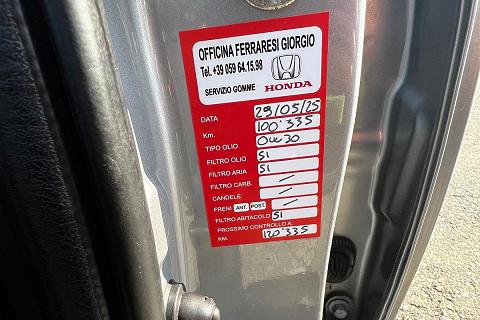 OFFICINA FERRARESI GIORGIO
Tel. +39 059 64.15.98
SERVIZIO GOMME HONDA
DATA 29/05/25
Km. 100'335
TIPO OLIO 0W30
FILTRO OLIO SI
FILTRO ARIA SI
FILTRO CARB. /
CANDELE /
FRENI ANT. POST. /
FILTRO ABITACOLO SI
PROSSIMO CONTROLLO A:
KM. 120'335